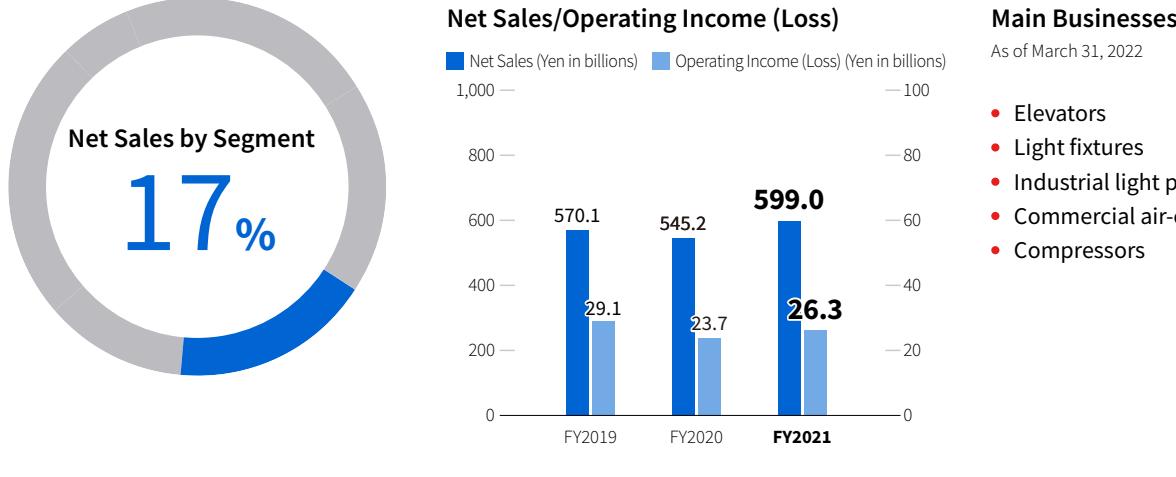 Net Sales by Segment
17%
Net Sales/Operating Income (Loss)
Net Sales (Yen in billions) Operating Income (Loss) (Yen in billions)
1,000 100
800 80
600 60
400 40
200 20
0 0
570.1
29.1
545.2
23.7
599.0
26.3
FY2019 FY2020 FY2021
Main Businesses
As of March 31, 2022
• Elevators
• Light fixtures
• Industrial light
• Commercial
• Compressors